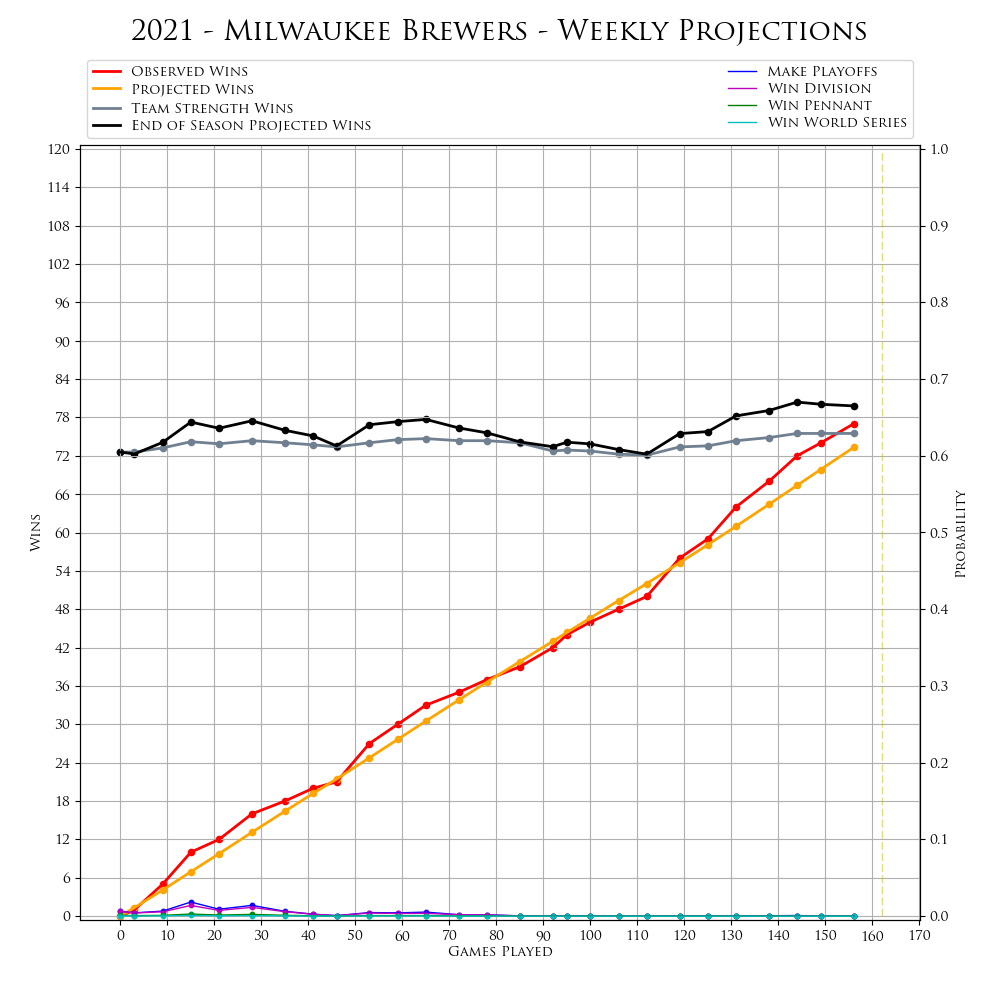 2021 - Milwaukee Brewers - Weekly Projections
Observed Wins
Projected Wins
Team Strength Wins
End of Season Projected Wins
Make Playoffs
Win Division
Win Pennant
Win World Series
120
114
108
102
96
90
84
78
72
66
60
54
48
42
36
30
24
18
12
6
0
Wins
1.0
0.9
0.8
0.7
0.6
0.5
0.4
0.3
0.2
0.1
0.0
Probability
0 10 20 30 40 50 60 70 80 90 100 110 120 130 140 150 160 170
Games Played